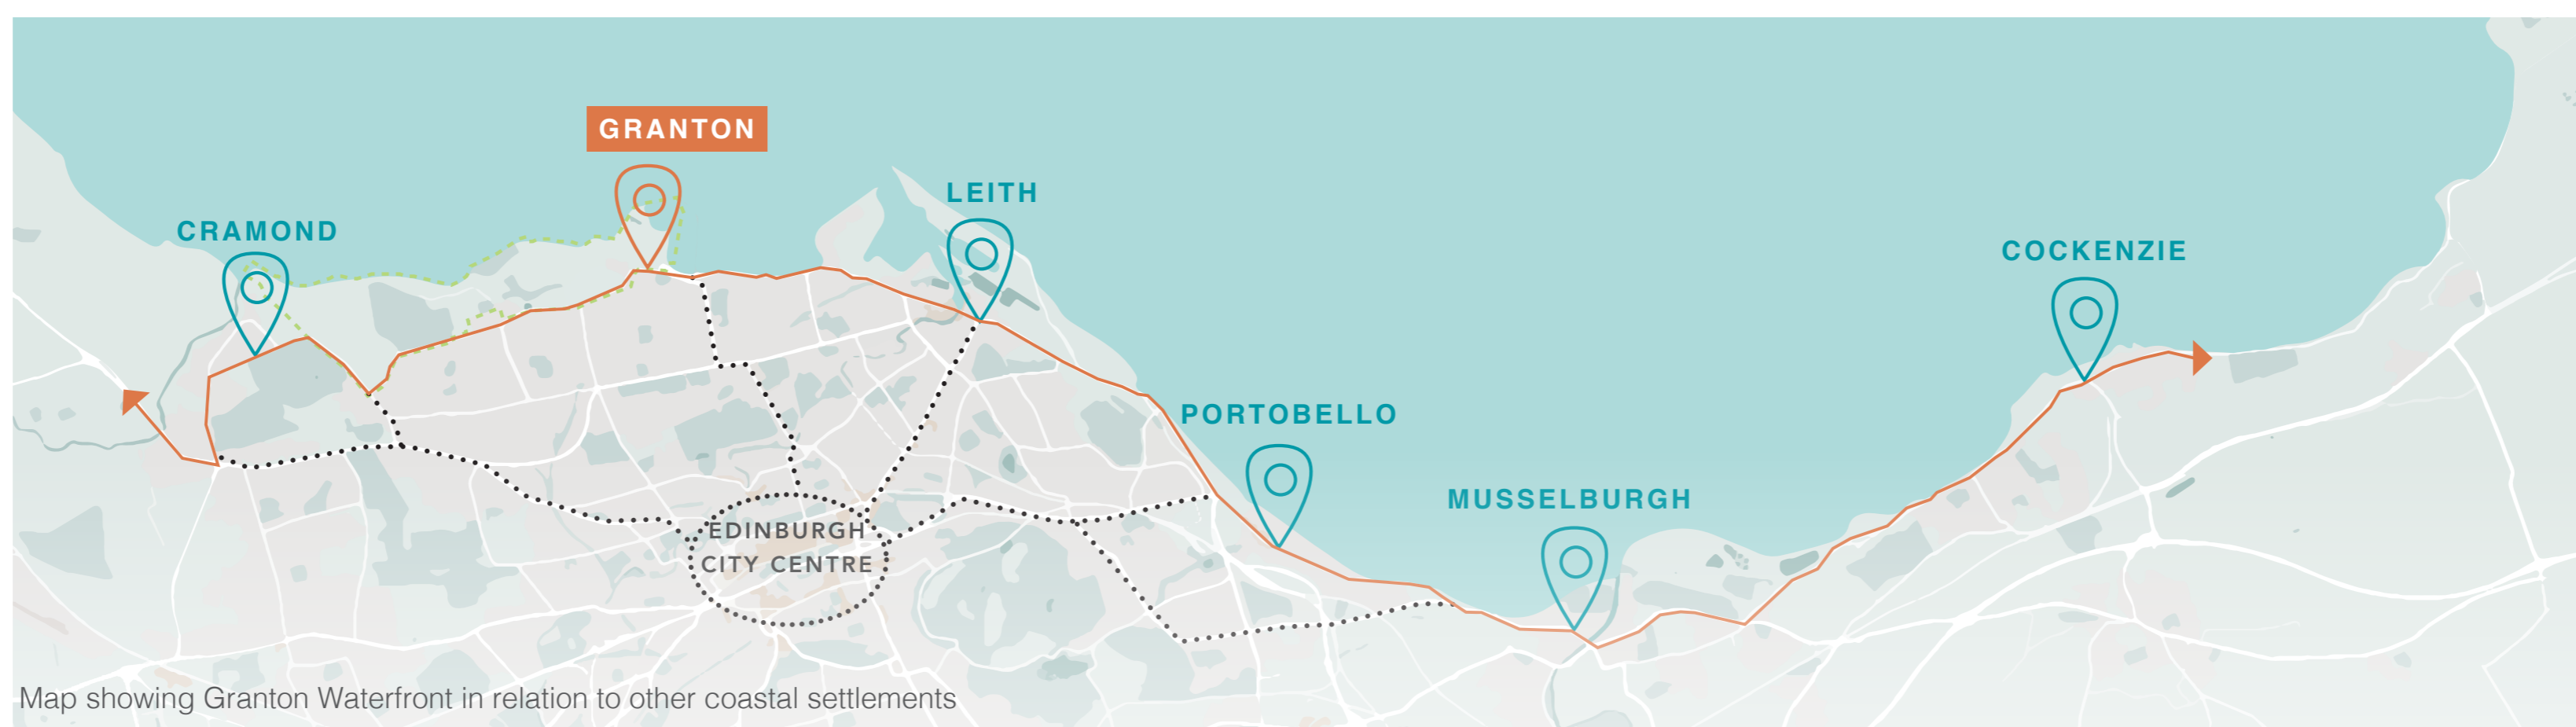 GRANTON
LEITH
CRAMOND
COCKENZIE
PORTOBELLO
MUSSELBURGH
EDINBURGH
CITY CENTRE
Map showing Granton Waterfront in relation to other coastal settlements